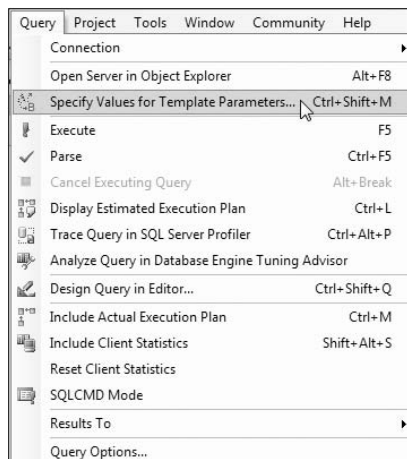 Query Project Tools Window Community Help
Connection
Open Server in Object Explorer Alt+F8
Specify Values for Template Parameters... Ctrl+Shift+M
Execute F5
Parse Ctrl+F5
Cancel Executing Query Alt+Break
Display Estimated Execution Plan Ctrl+L
Trace Query in SQL Server Profiler Ctrl+Alt+P
Analyze Query in Database Engine Tuning Advisor
Design Query in Editor... Ctrl+Shift+Q
Include Actual Execution Plan Ctrl+M
Include Client Statistics Shift+Alt+S
Reset Client Statistics
SQLCMD Mode
Results To
Query Options...